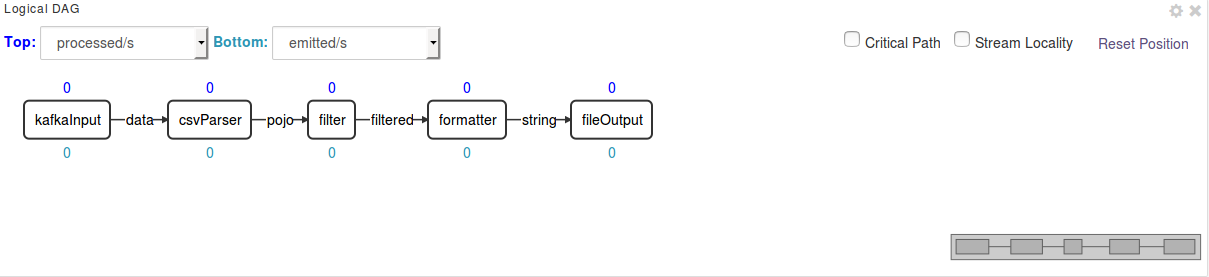 Logical DAG
Top: processed/s Bottom: emitted/s Critical Path Stream Locality Reset Position
0 0 0 0 0
kafkaInput data csvParser pojo filter filtered formatter string fileOutput
0 0 0 0 0